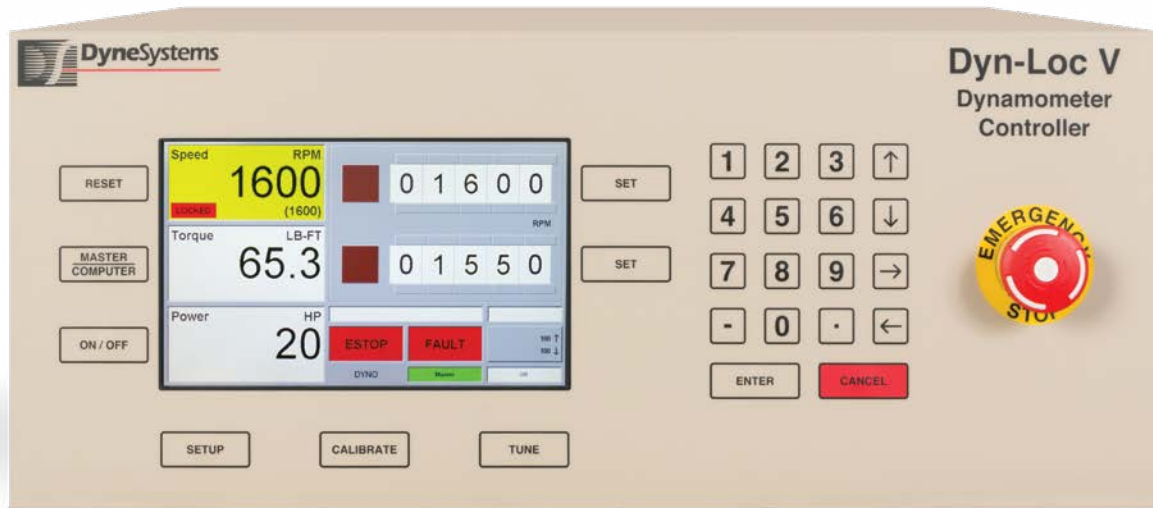 DyneSystems
Dyn-Loc V
Dynamometer
Controller
RESET
MASTER
COMPUTER
ON / OFF
Speed RPM
1600
LOCKED (1600)
Torque LB-FT
65.3
Power HP
20
0 1 6 0 0
RPM
0 1 5 5 0
ESTOP FAULT
100 ↑
100 ↓
DYNO Master Off
SET
SET
1 2 3 ↑
4 5 6 ↓
7 8 9 →
- 0 . ←
ENTER CANCEL
EMERGENCY
STOP
SETUP CALIBRATE TUNE